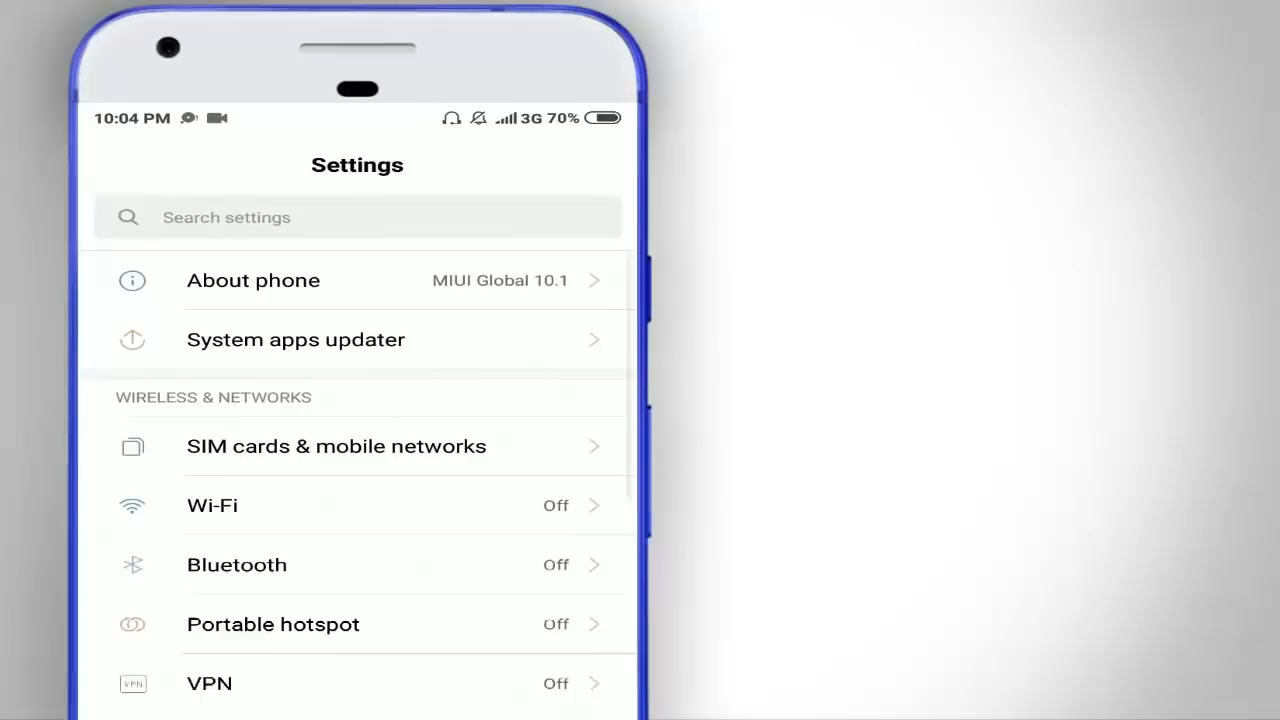 10:04 PM 3G 70%
Settings
Search settings
About phone MIUI Global 10.1
System apps updater
WIRELESS & NETWORKS
SIM cards & mobile networks
Wi-Fi Off
Bluetooth Off
Portable hotspot Off
VPN VPN Off